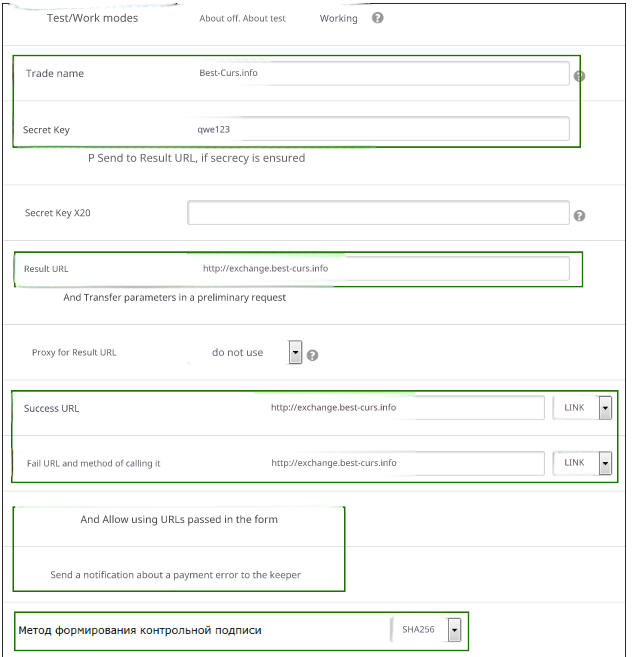 Test/Work modes About off. About test Working ?
Trade name Best-Curs.info ?
Secret Key qwe123
P Send to Result URL, if secrecy is ensured
Secret Key X20 ?
Result URL http://exchange.best-curs.info
And Transfer parameters in a preliminary request
Proxy for Result URL do not use ?
Success URL http://exchange.best-curs.info LINK
Fail URL and method of calling it http://exchange.best-curs.info LINK
And Allow using URLs passed in the form
Send a notification about a payment error to the keeper
Метод формирования контрольной подписи SHA256